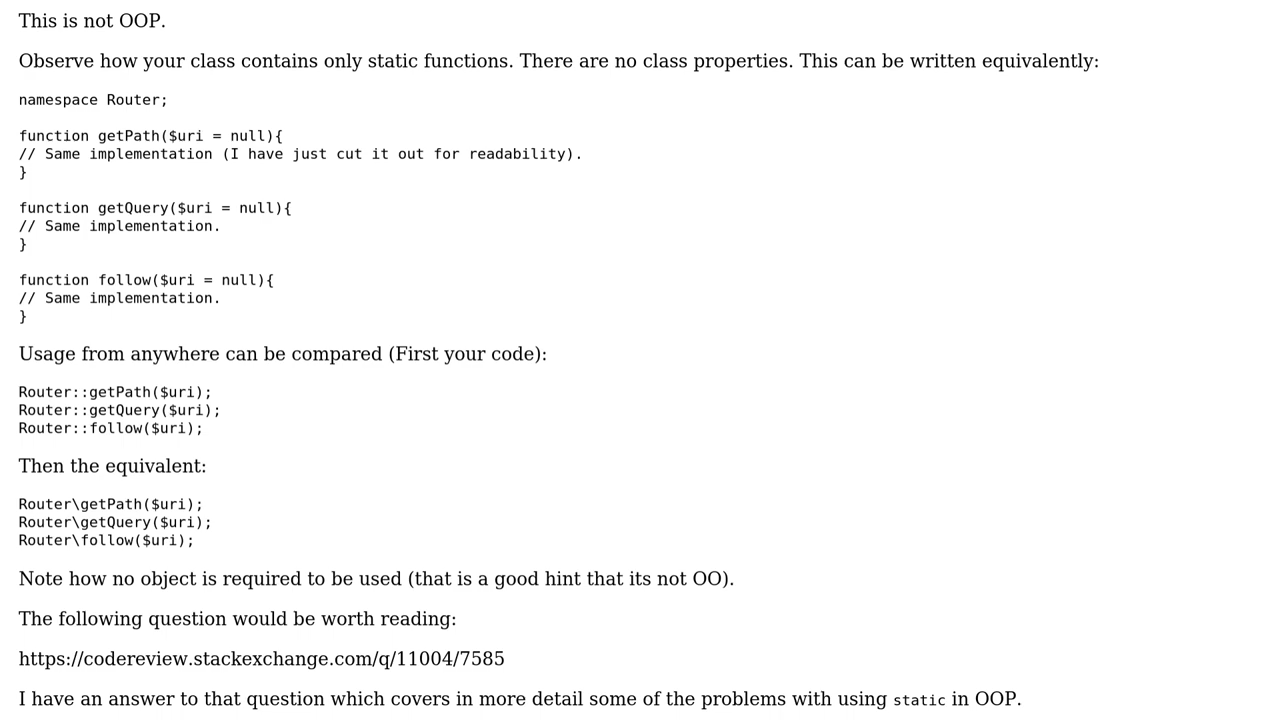 This is not OOP.
Observe how your class contains only static functions. There are no class properties. This can be written equivalently:
namespace Router;
function getPath($uri = null){
// Same implementation (I have just cut it out for readability).
}
function getQuery($uri = null){
// Same implementation.
}
function follow($uri = null){
// Same implementation.
}
Usage from anywhere can be compared (First your code):
Router::getPath($uri);
Router::getQuery($uri);
Router::follow($uri);
Then the equivalent:
Router\getPath($uri);
Router\getQuery($uri);
Router\follow($uri);
Note how no object is required to be used (that is a good hint that its not OO).
The following question would be worth reading:
https://codereview.stackexchange.com/q/11004/7585
I have an answer to that question which covers in more detail some of the problems with using static in OOP.